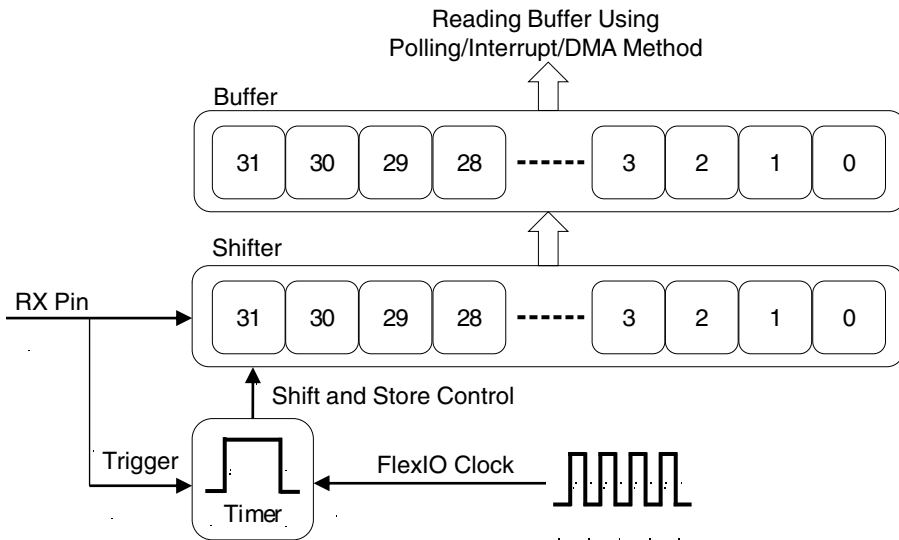 Reading Buffer Using
Polling/Interrupt/DMA Method
Buffer
31 30 29 28 3 2 1 0
Shifter
RX Pin
31 30 29 28 3 2 1 0
Shift and Store Control
Trigger
FlexIO Clock
Timer